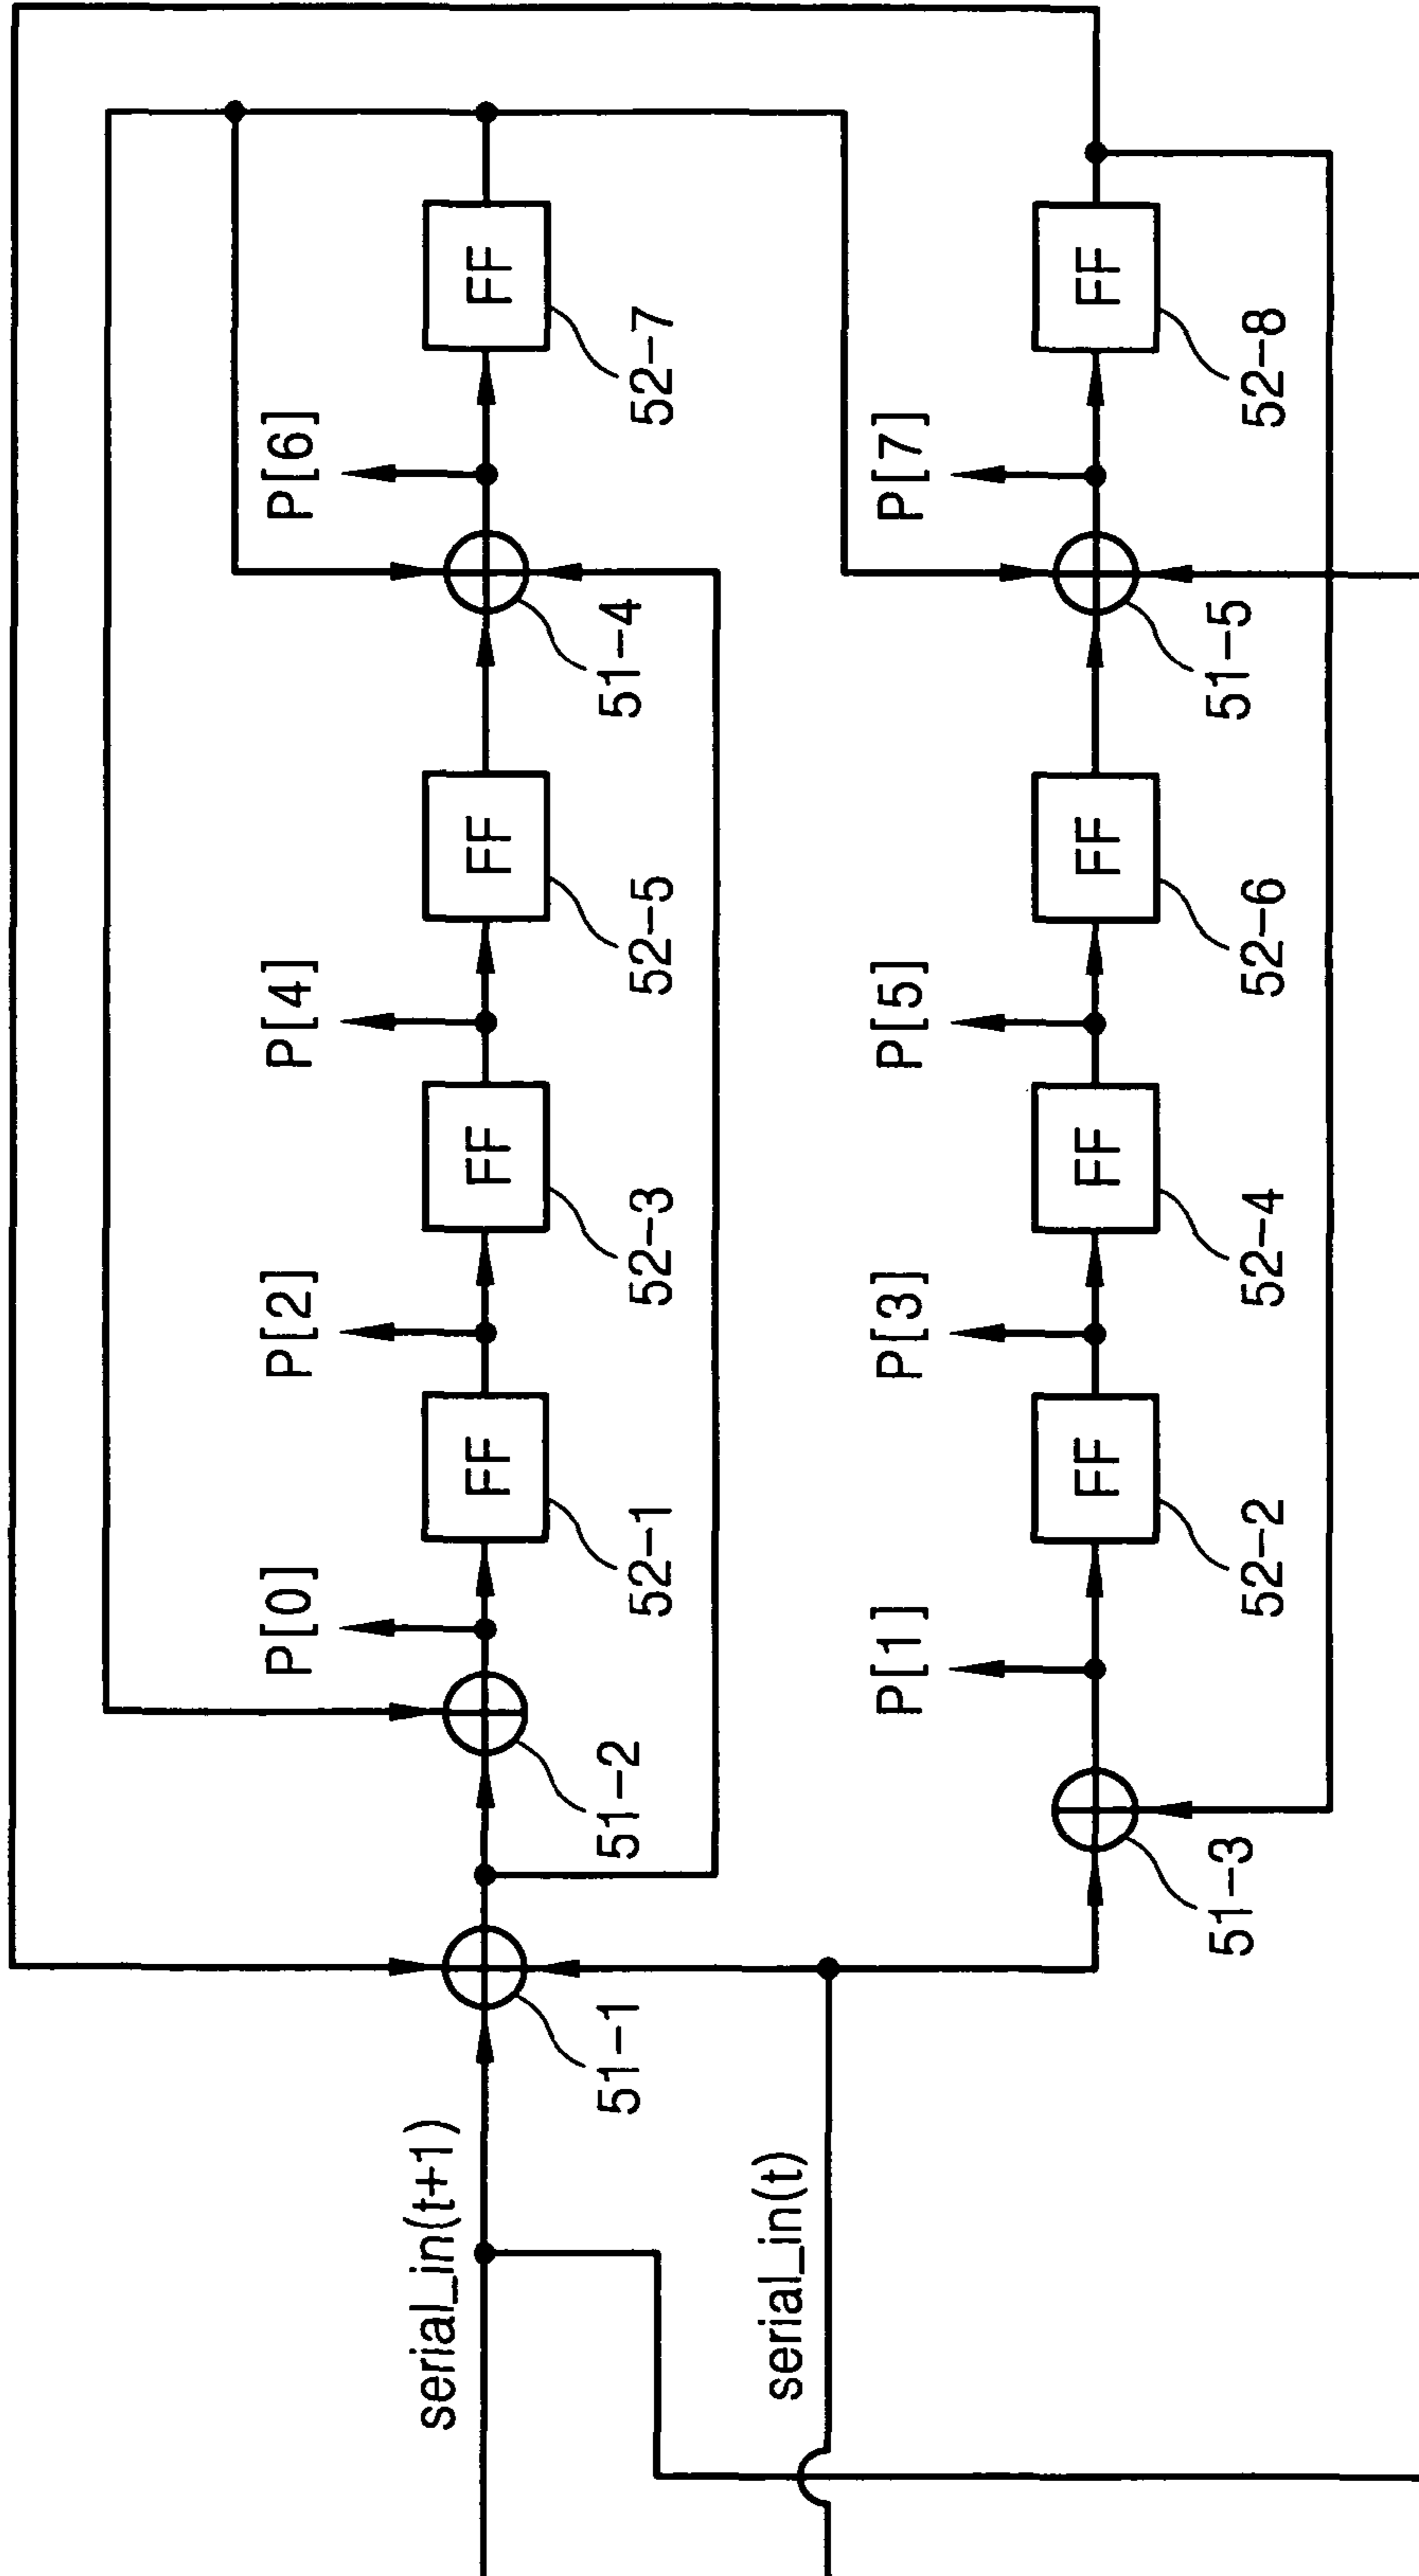 serial_in(t+1)
serial_in(t)
51-1
51-2
P[0]
FF
52-1
P[2]
FF
52-3
P[4]
FF
52-5
51-4
P[6]
FF
52-7
51-3
P[1]
FF
52-2
P[3]
FF
52-4
P[5]
FF
52-6
51-5
P[7]
FF
52-8